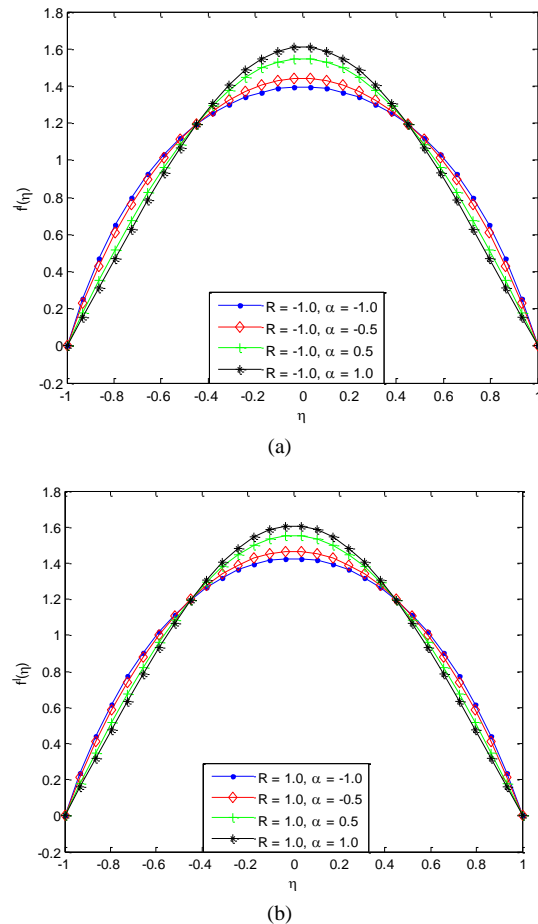 1.8
1.6
1.4
1.2
1
0.8
0.6
0.4
0.2
0
-0.2
f'(η)
R = -1.0, α = -1.0
R = -1.0, α = -0.5
R = -1.0, α = 0.5
R = -1.0, α = 1.0
-1 -0.8 -0.6 -0.4 -0.2 0 0.2 0.4 0.6 0.8 1
η
(a)
1.8
1.6
1.4
1.2
1
0.8
0.6
0.4
0.2
0
-0.2
f'(η)
R = 1.0, α = -1.0
R = 1.0, α = -0.5
R = 1.0, α = 0.5
R = 1.0, α = 1.0
-1 -0.8 -0.6 -0.4 -0.2 0 0.2 0.4 0.6 0.8 1
η
(b)